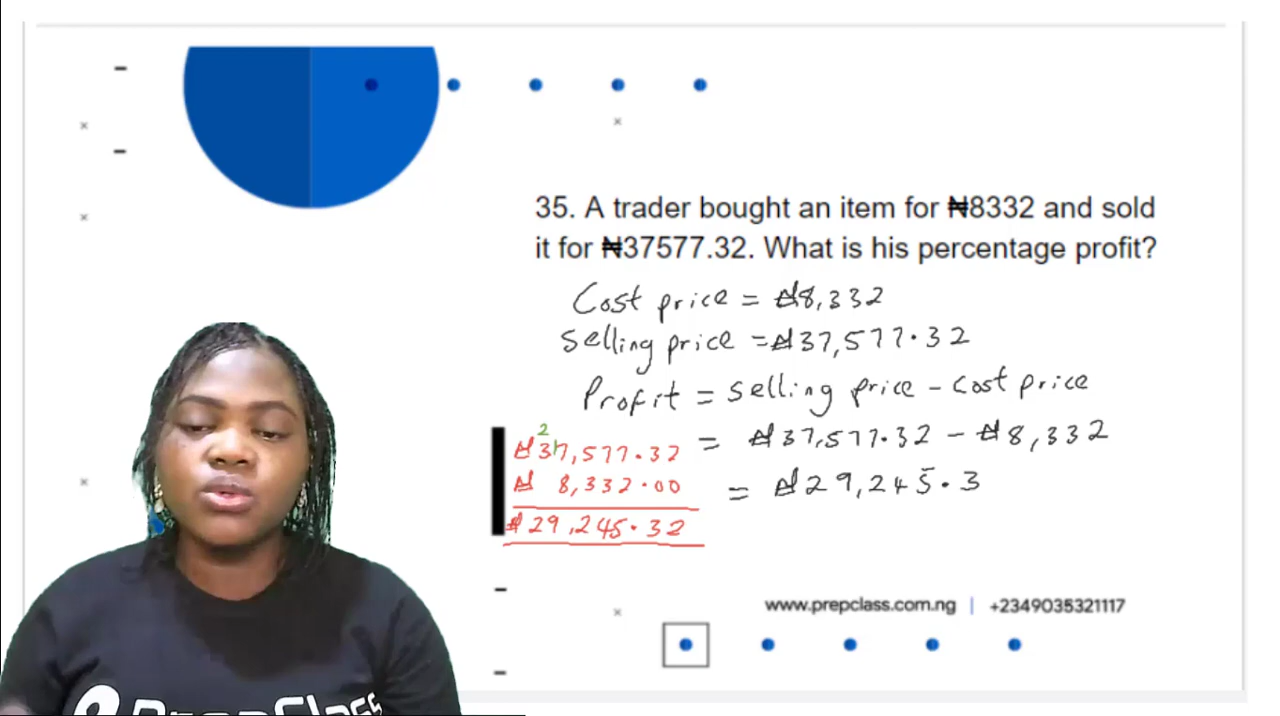 35. A trader bought an item for ₦8332 and sold
it for ₦37577.32. What is his percentage profit?
Cost price = ₦8,332
Selling price = ₦37,577.32
Profit = Selling price - Cost price
= ₦37,577.32 - ₦8,332
= ₦29,245.3
2
₦37,577.32
₦ 8,332.00
₦29,245.32
www.prepclass.com.ng | +2349035321117
PrepClass